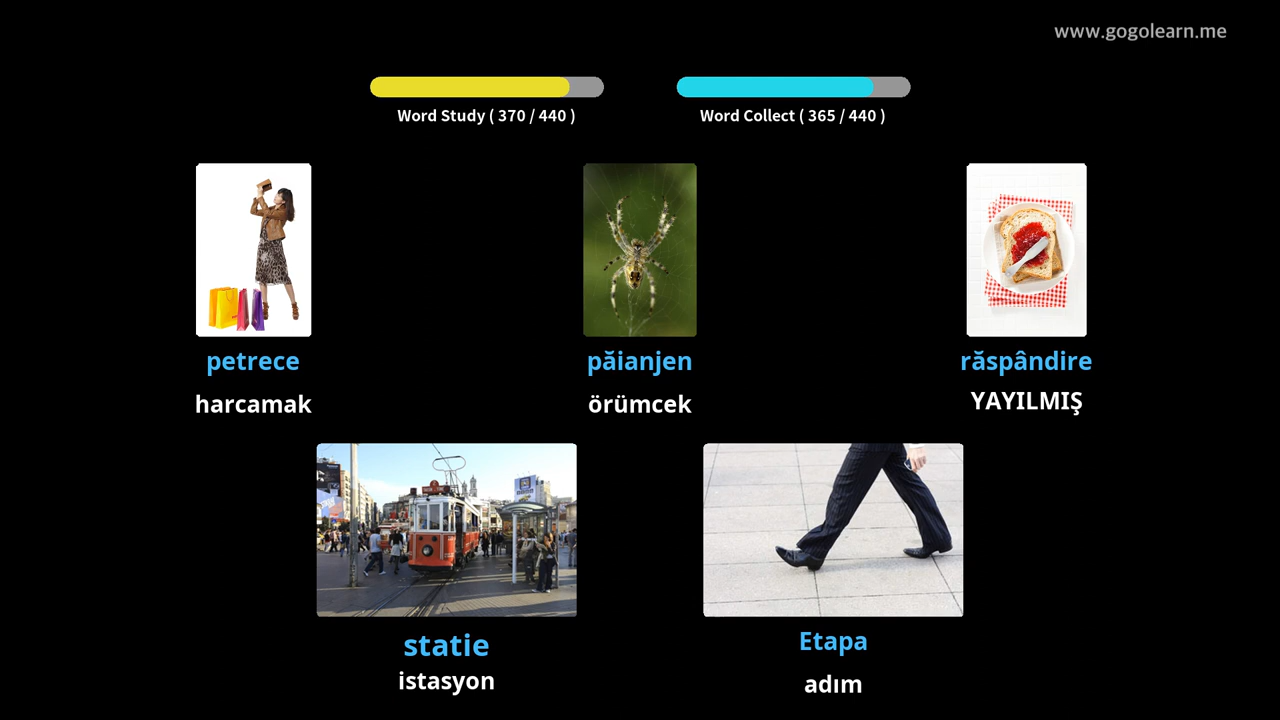 www.gogolearn.me
Word Study ( 370 / 440 )
Word Collect ( 365 / 440 )
petrece
păianjen
răspândire
harcamak
örümcek
YAYILMIŞ
statie
Etapa
istasyon
adım